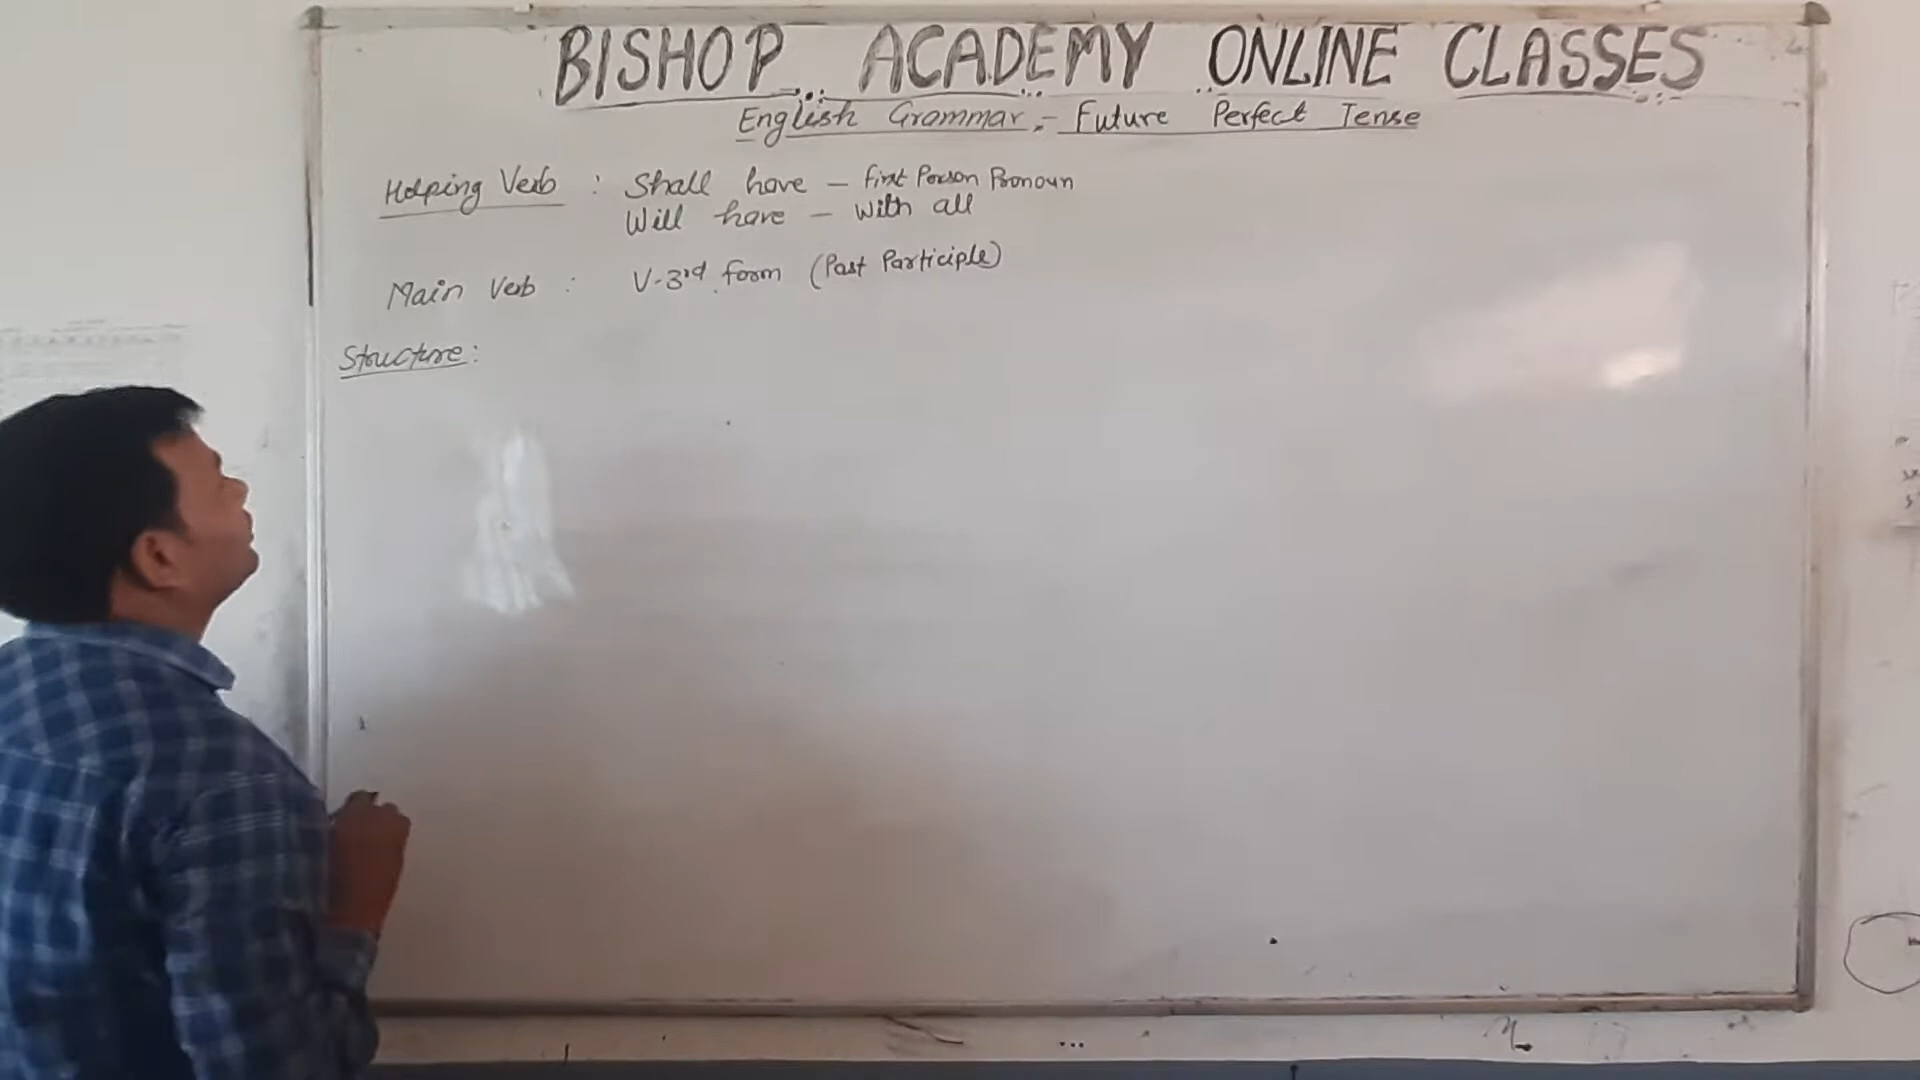 BISHOP ACADEMY ONLINE CLASSES
English Grammar :- Future Perfect Tense
Helping Verb : Shall have - first Person Pronoun
Will have - With all
Main Verb : V-3rd form (Past Participle)
Structure: